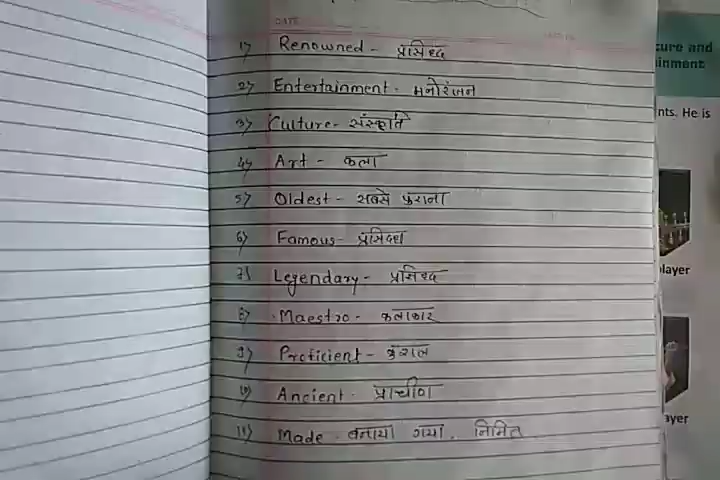 DATE
1) Renowned - प्रसिध्द
2) Entertainment - मनोरंजन
3) Culture - संस्कृति
4) Art - कला
5) Oldest - सबसे पुराना
6) Famous - प्रसिध्द
7) Legendary - प्रसिध्द
8) Maestro - कलाकार
9) Proficient - कुशल
10) Ancient - प्राचीण
11) Made - बनाया गया. निमित
ture and
ainment
nts. He is
layer
ayer